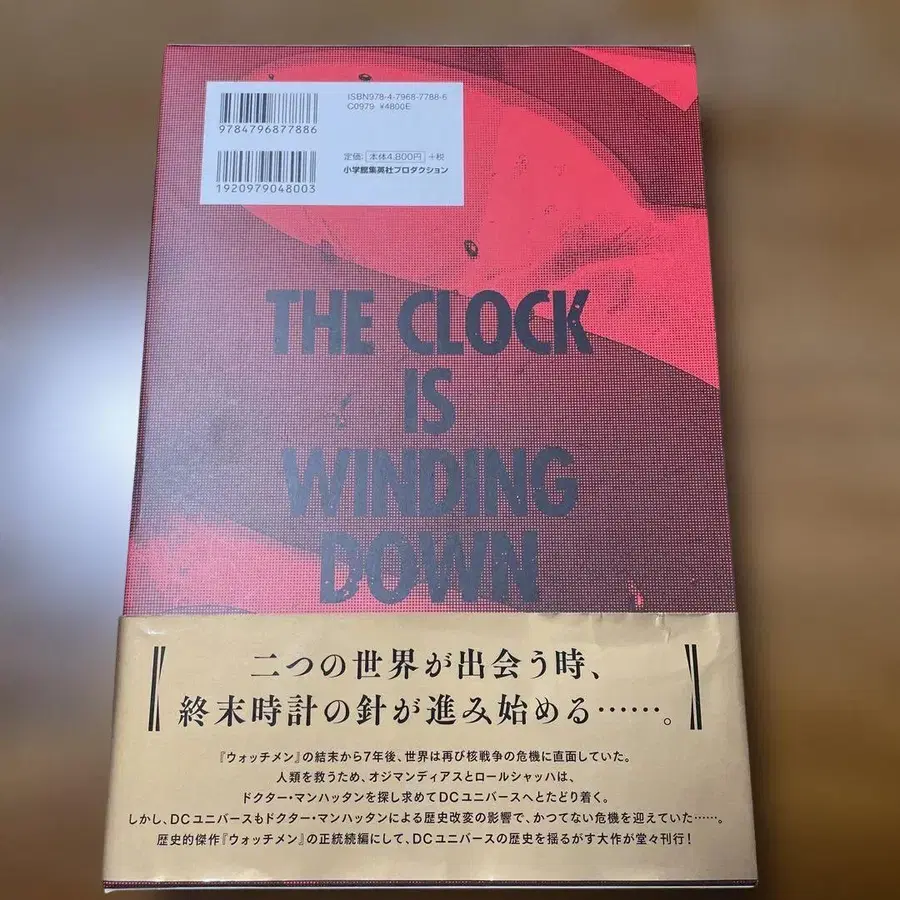 ISBN978-4-7968-7788-6
C0979 ¥4800E
9784796877886
定価: 本体4,800円 +税
小学館集英社プロダクション
1920979048003
THE CLOCK
IS
WINDING
DOWN
二つの世界が出会う時、
終末時計の針が進み始める……。
『ウォッチメン』の結末から7年後、世界は再び核戦争の危機に直面していた。
人類を救うため、オジマンディアスとロールシャッハは、
ドクター・マンハッタンを探し求めてDCユニバースへとたどり着く。
しかし、DCユニバースもドクター・マンハッタンによる歴史改変の影響で、かつてない危機を迎えていた……。
歴史的傑作『ウォッチメン』の正統続編にして、DCユニバースの歴史を揺るがす大作が堂々刊行！